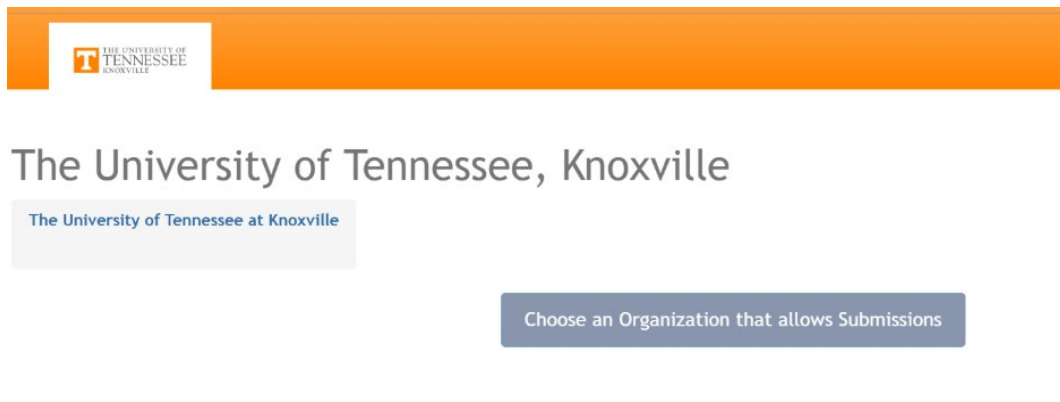 THE UNIVERSITY OF
TENNESSEE
KNOXVILLE
The University of Tennessee, Knoxville
The University of Tennessee at Knoxville
Choose an Organization that allows Submissions